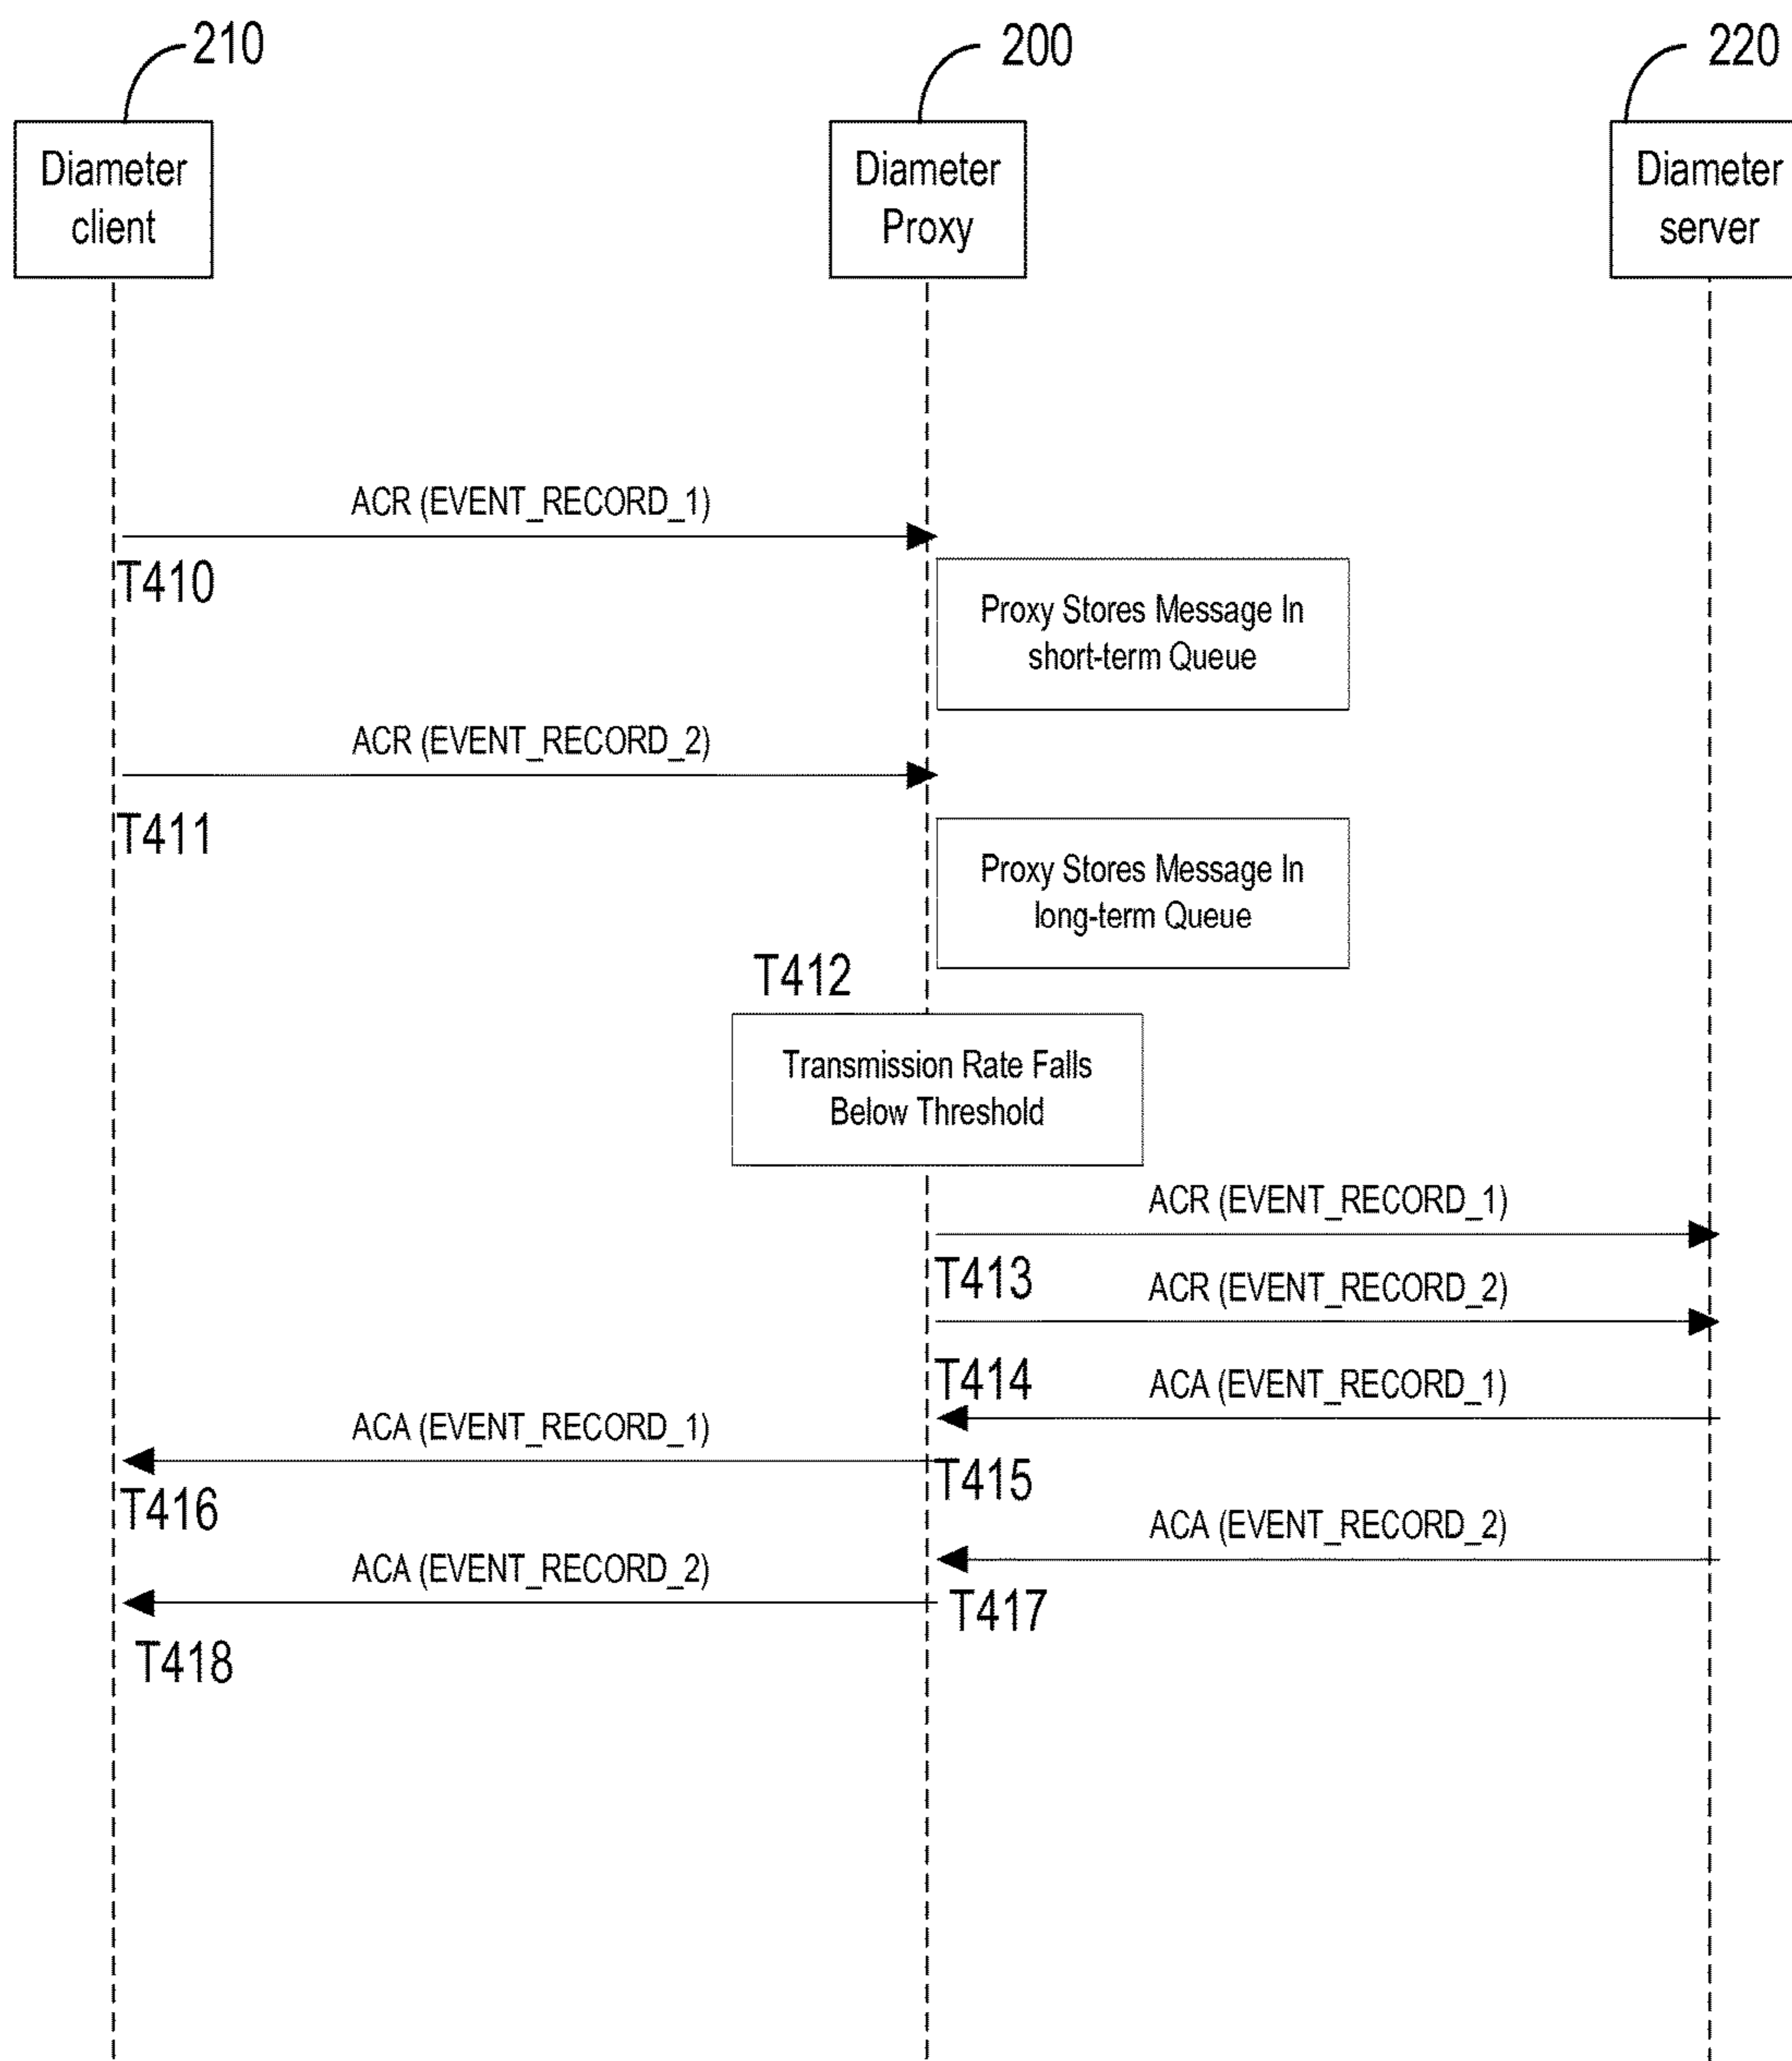 210
200
220
Diameter
client
Diameter
Proxy
Diameter
server
ACR (EVENT_RECORD_1)
T410
Proxy Stores Message In
short-term Queue
ACR (EVENT_RECORD_2)
T411
Proxy Stores Message In
long-term Queue
T412
Transmission Rate Falls
Below Threshold
ACR (EVENT_RECORD_1)
T413
ACR (EVENT_RECORD_2)
T414
ACA (EVENT_RECORD_1)
ACA (EVENT_RECORD_1)
T415
T416
ACA (EVENT_RECORD_2)
ACA (EVENT_RECORD_2)
T417
T418